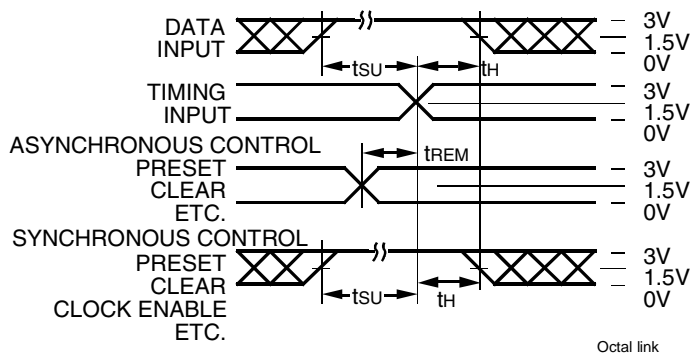 DATA
INPUT
tSU
tH
3V
1.5V
0V
TIMING
INPUT
3V
1.5V
0V
ASYNCHRONOUS CONTROL
PRESET
CLEAR
ETC.
tREM
3V
1.5V
0V
SYNCHRONOUS CONTROL
PRESET
CLEAR
CLOCK ENABLE
ETC.
tSU
tH
3V
1.5V
0V
Octal link